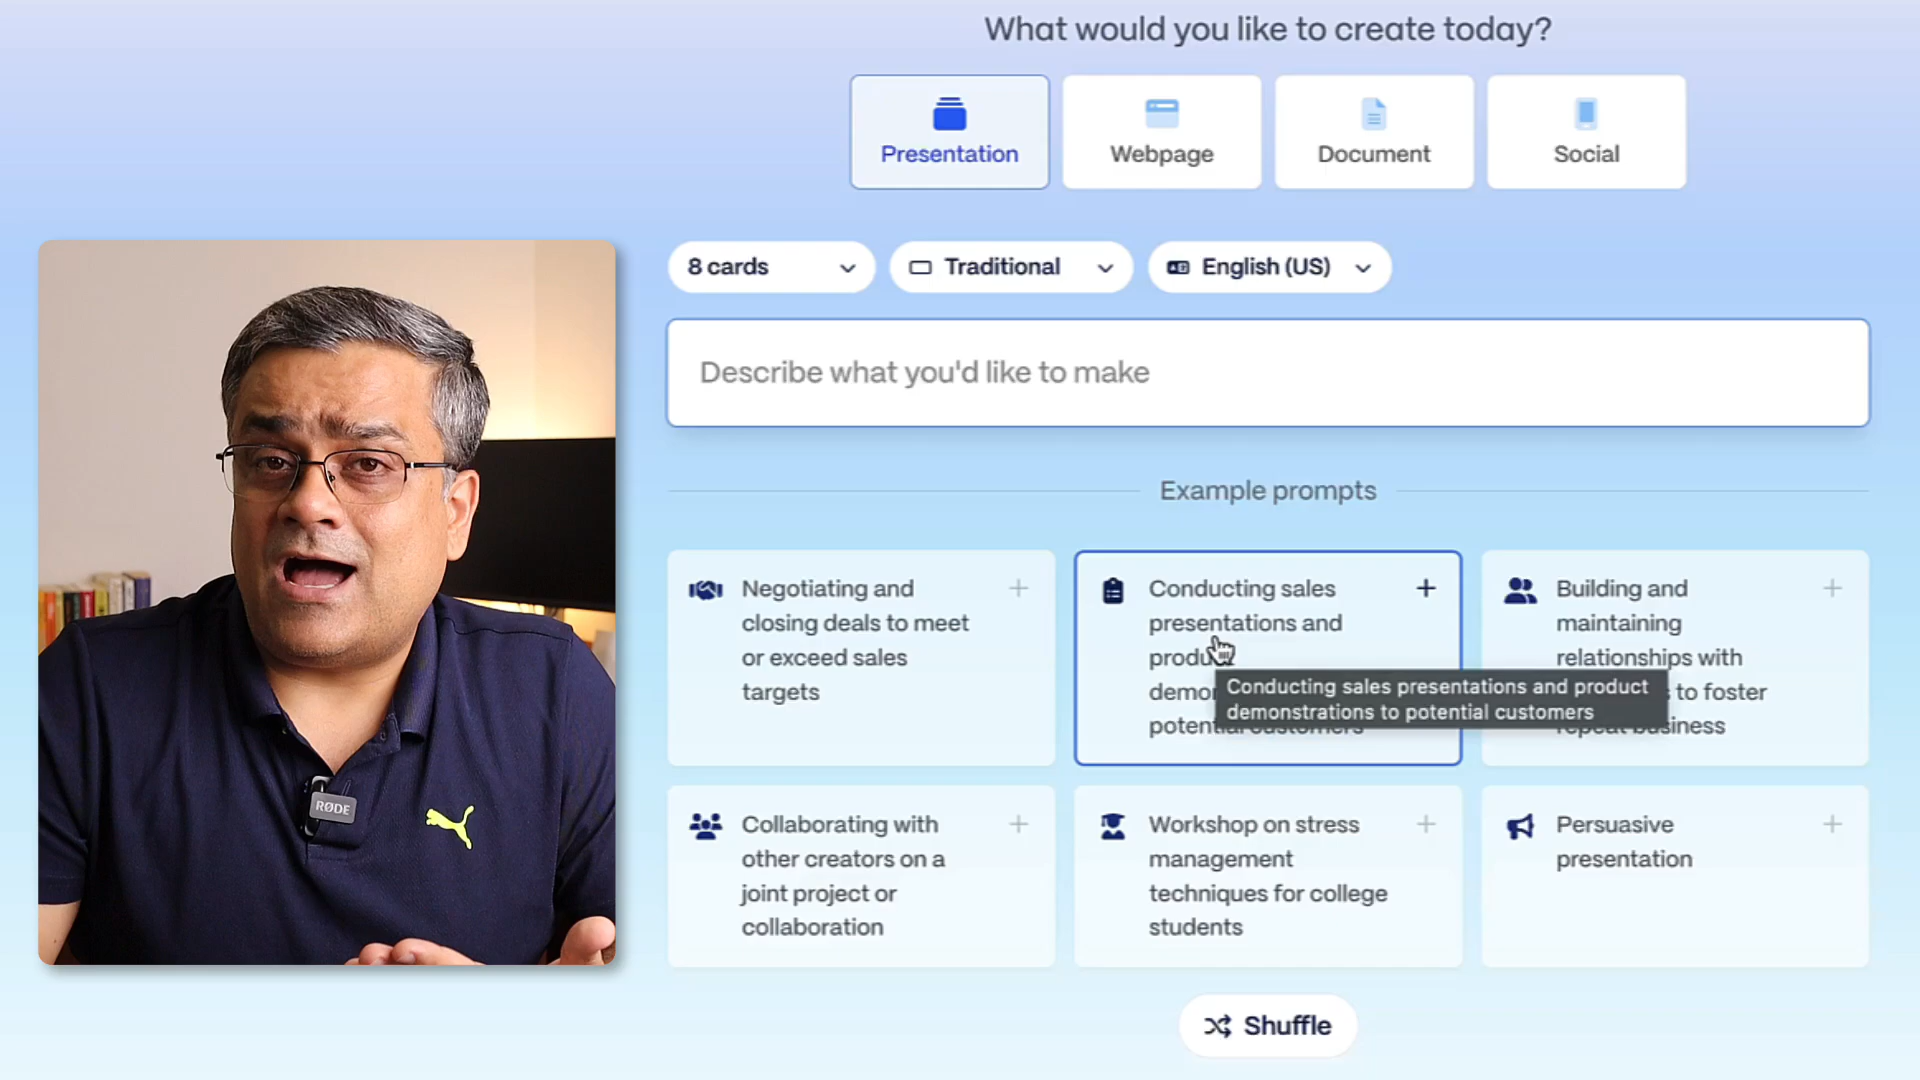 What would you like to create today?
Presentation
Webpage
Document
Social
8 cards
Traditional
English (US)
Describe what you'd like to make
Example prompts
Negotiating and
closing deals to meet
or exceed sales
targets
Conducting sales
presentations and
Conducting sales presentations and product
demonstrations to potential customers
Building and
maintaining
relationships with
to foster
Collaborating with
other creators on a
joint project or
collaboration
Workshop on stress
management
techniques for college
students
Persuasive
presentation
Shuffle
RØDE